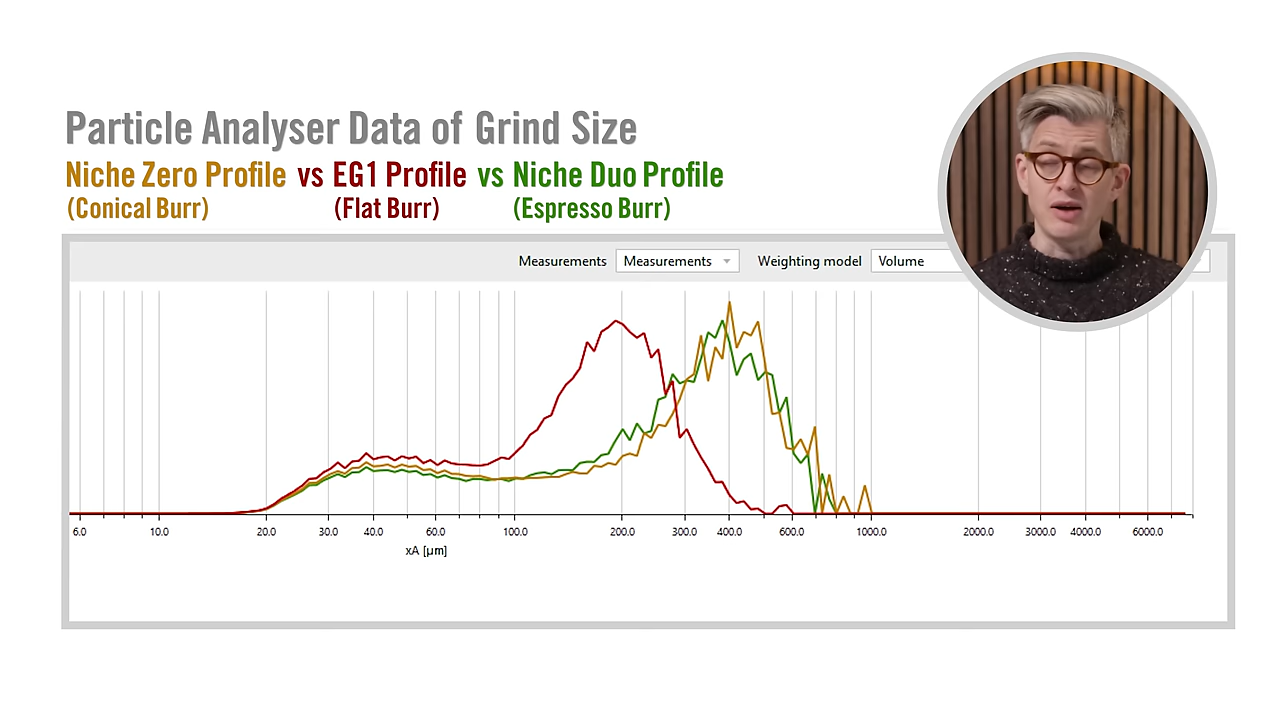 Particle Analyser Data of Grind Size
Niche Zero Profile vs EG1 Profile vs Niche Duo Profile
(Conical Burr) (Flat Burr) (Espresso Burr)
Measurements Measurements Weighting model Volume
6.0 10.0 20.0 30.0 40.0 60.0 100.0 200.0 300.0 400.0 600.0 1000.0 2000.0 3000.0 4000.0 6000.0
xA [µm]